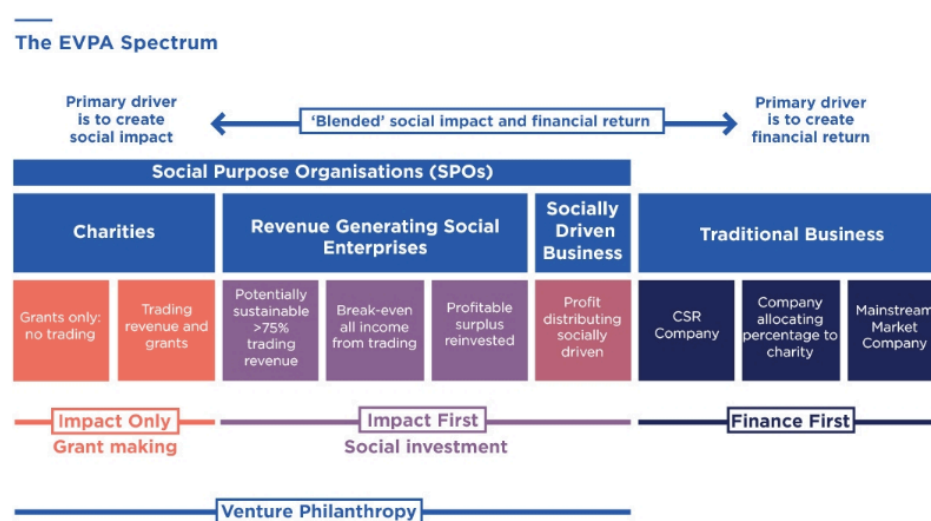 The EVPA Spectrum
Primary driver
is to create
social impact
'Blended' social impact and financial return
Primary driver
is to create
financial return
Social Purpose Organisations (SPOs)
Charities
Revenue Generating Social
Enterprises
Socially
Driven
Business
Traditional Business
Grants only:
no trading
Trading
revenue and
grants
Potentially
sustainable
>75%
trading
revenue
Break-even
all income
from trading
Profitable
surplus
reinvested
Profit
distributing
socially
driven
CSR
Company
Company
allocating
percentage to
charity
Mainstream
Market
Company
Impact Only
Grant making
Impact First
Social investment
Finance First
Venture Philanthropy